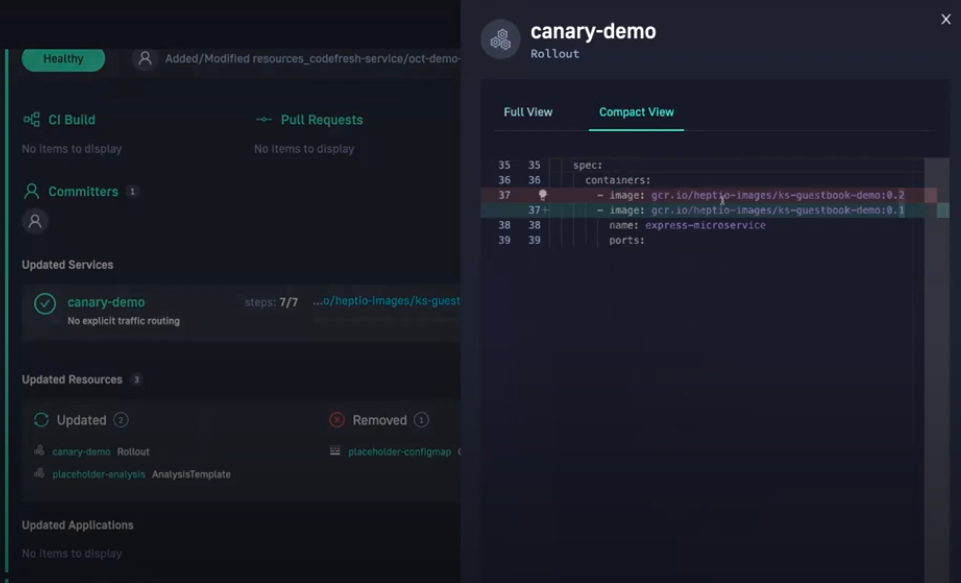 Healthy
Added/Modified resources_codefresh-service/oct-demo-
CI Build
Pull Requests
No items to display
No items to display
Committers 1
Updated Services
canary-demo
steps: 7/7
...o/heptio-images/ks-guest
No explicit traffic routing
Updated Resources 3
Updated 2
Removed 1
canary-demo Rollout
placeholder-configmap
placeholder-analysis AnalysisTemplate
Updated Applications
No items to display
canary-demo
Rollout
Full View
Compact View
35 35 spec:
36 36 containers:
37 - image: gcr.io/heptio-images/ks-guestbook-demo:0.2
37+ - image: gcr.io/heptio-images/ks-guestbook-demo:0.1
38 38 name: express-microservice
39 39 ports: